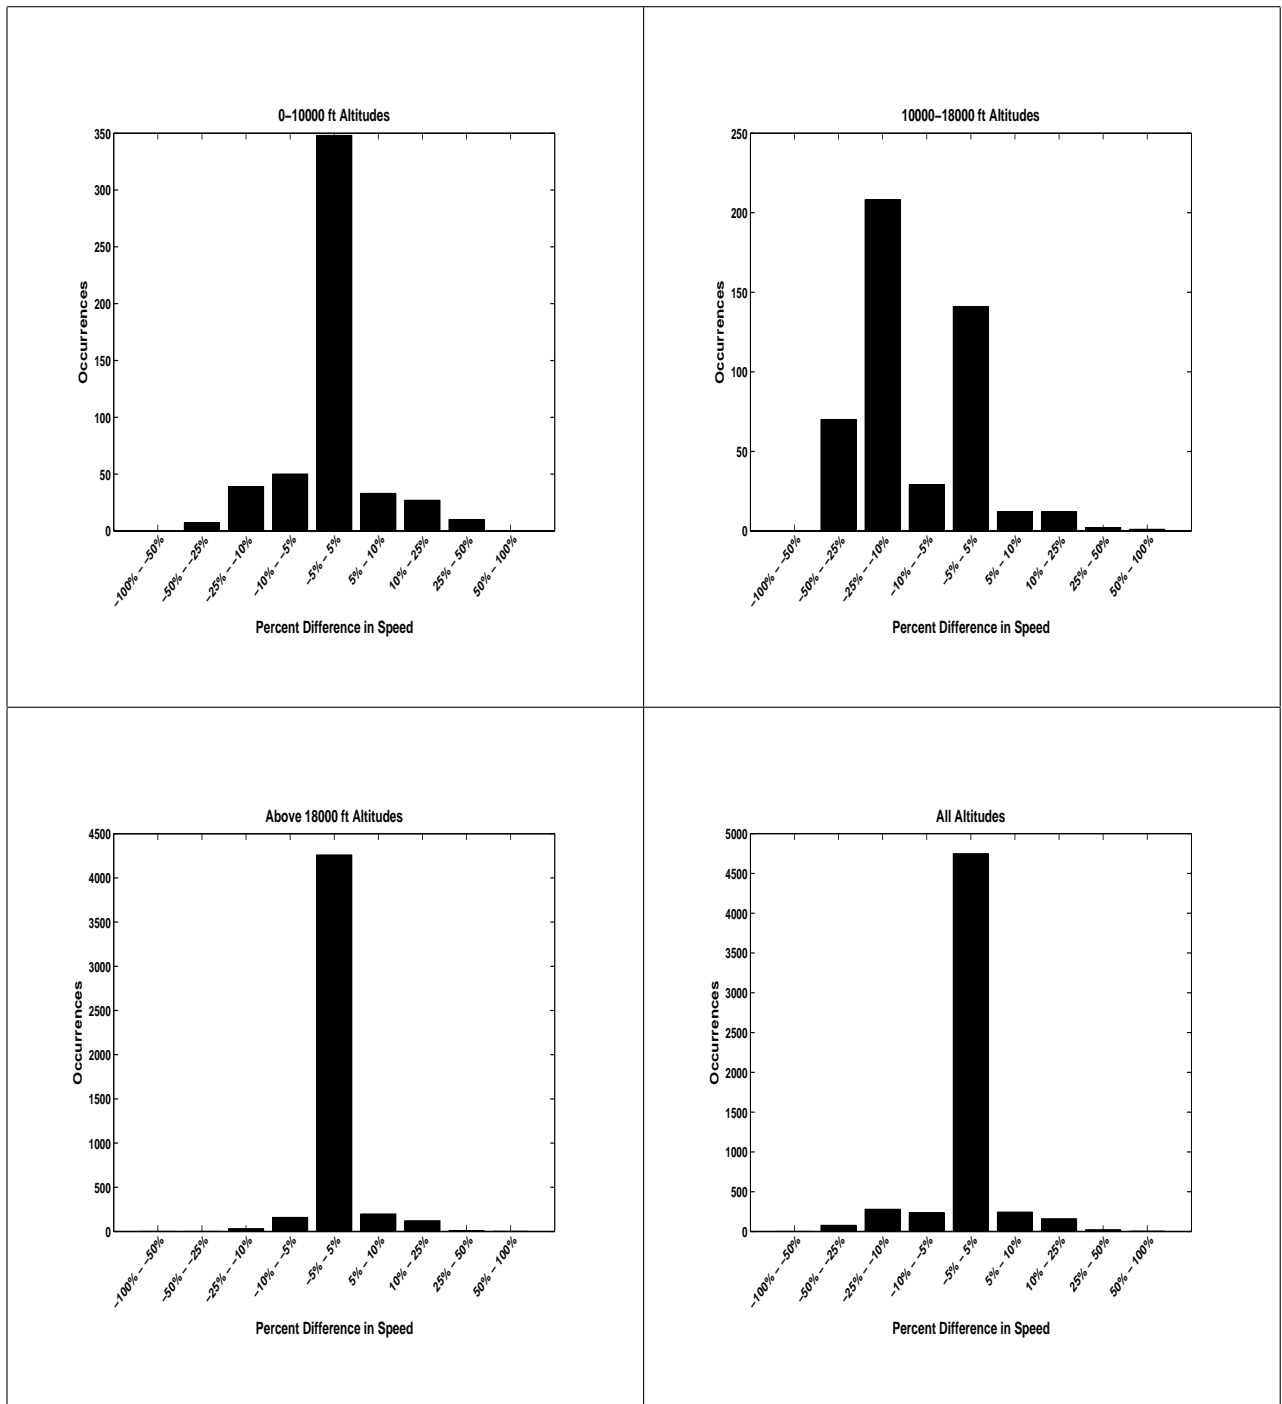 0–10000 ft Altitudes
350
300
250
200
150
100
50
0
Occurrences
–100% – –50%
–50% – –25%
–25% – –10%
–10% – –5%
–5% – 5%
5% – 10%
10% – 25%
25% – 50%
50% – 100%
Percent Difference in Speed
10000–18000 ft Altitudes
250
200
150
100
50
0
Occurrences
–100% – –50%
–50% – –25%
–25% – –10%
–10% – –5%
–5% – 5%
5% – 10%
10% – 25%
25% – 50%
50% – 100%
Percent Difference in Speed
Above 18000 ft Altitudes
4500
4000
3500
3000
2500
2000
1500
1000
500
0
Occurrences
–100% – –50%
–50% – –25%
–25% – –10%
–10% – –5%
–5% – 5%
5% – 10%
10% – 25%
25% – 50%
50% – 100%
Percent Difference in Speed
All Altitudes
5000
4500
4000
3500
3000
2500
2000
1500
1000
500
0
Occurrences
–100% – –50%
–50% – –25%
–25% – –10%
–10% – –5%
–5% – 5%
5% – 10%
10% – 25%
25% – 50%
50% – 100%
Percent Difference in Speed